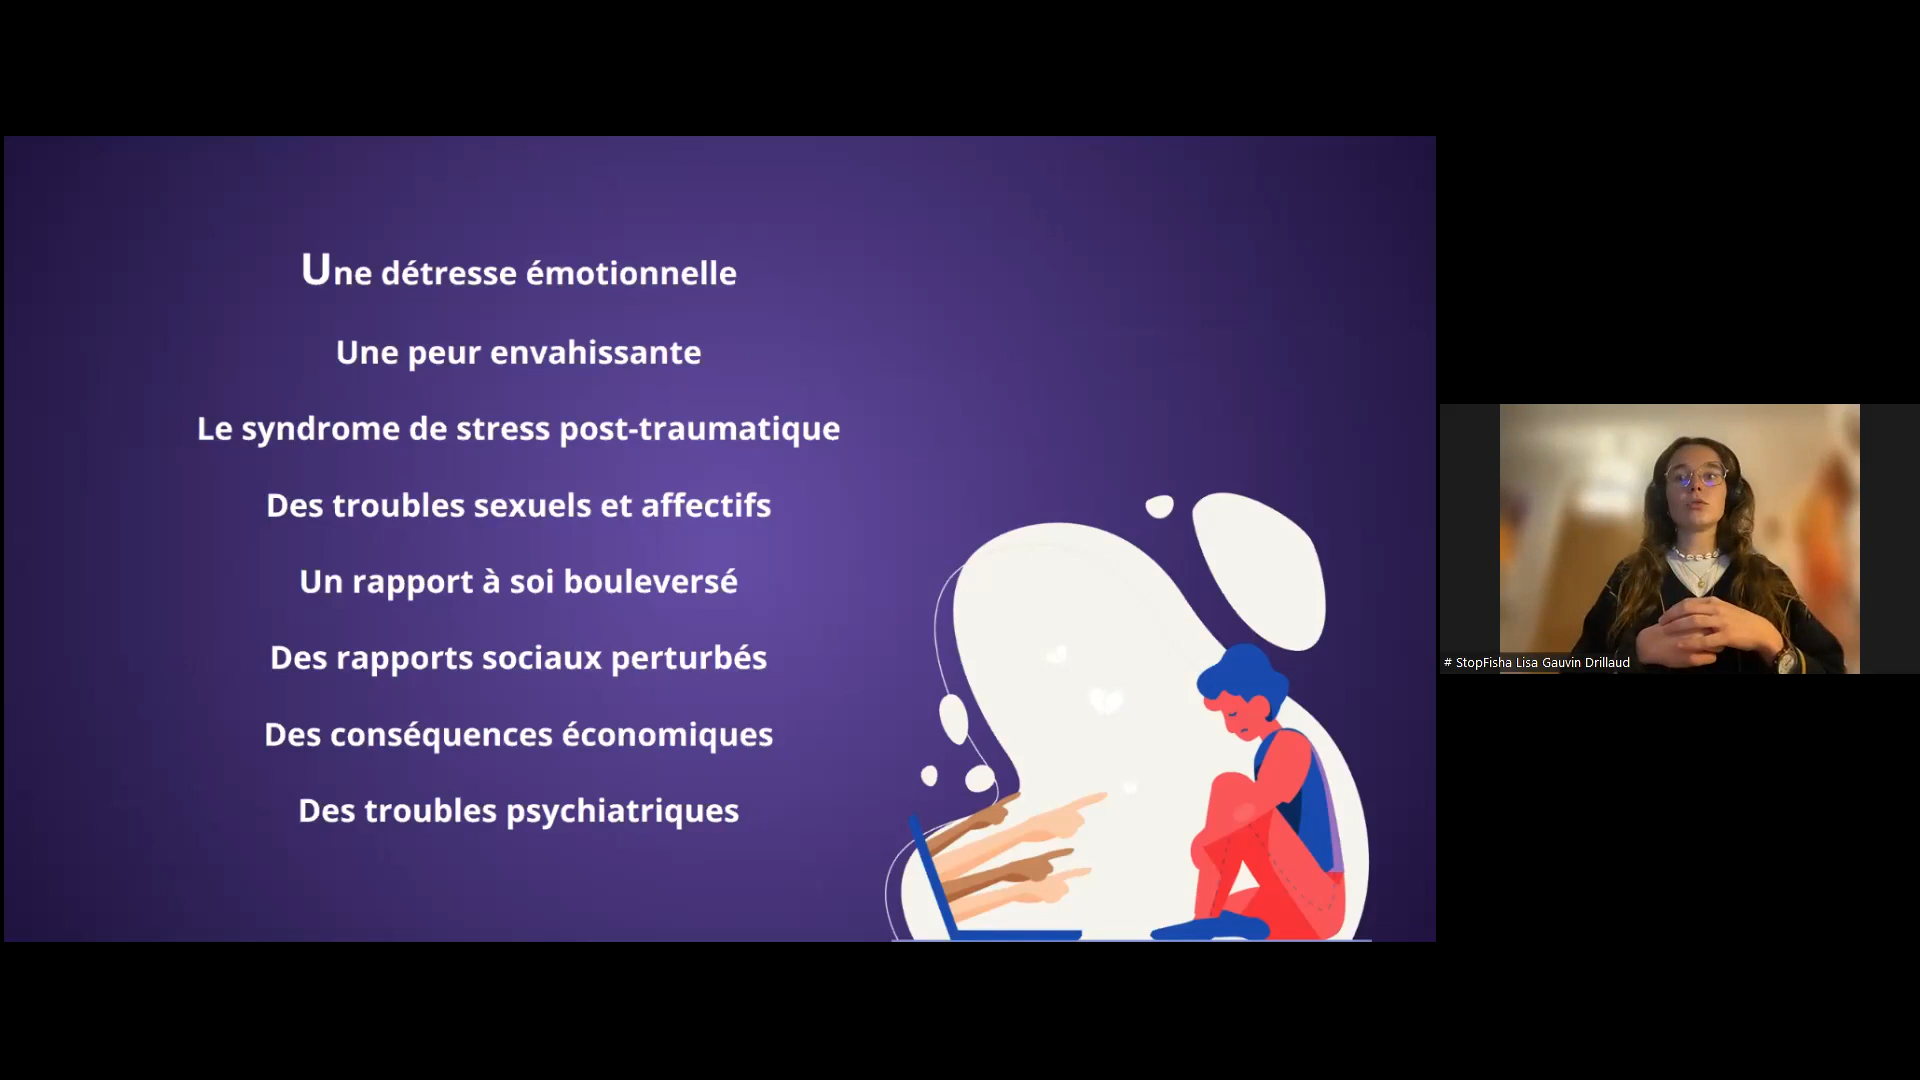 Une détresse émotionnelle
Une peur envahissante
Le syndrome de stress post-traumatique
Des troubles sexuels et affectifs
Un rapport à soi bouleversé
Des rapports sociaux perturbés
Des conséquences économiques
Des troubles psychiatriques
# StopFisha Lisa Gauvin Drillaud